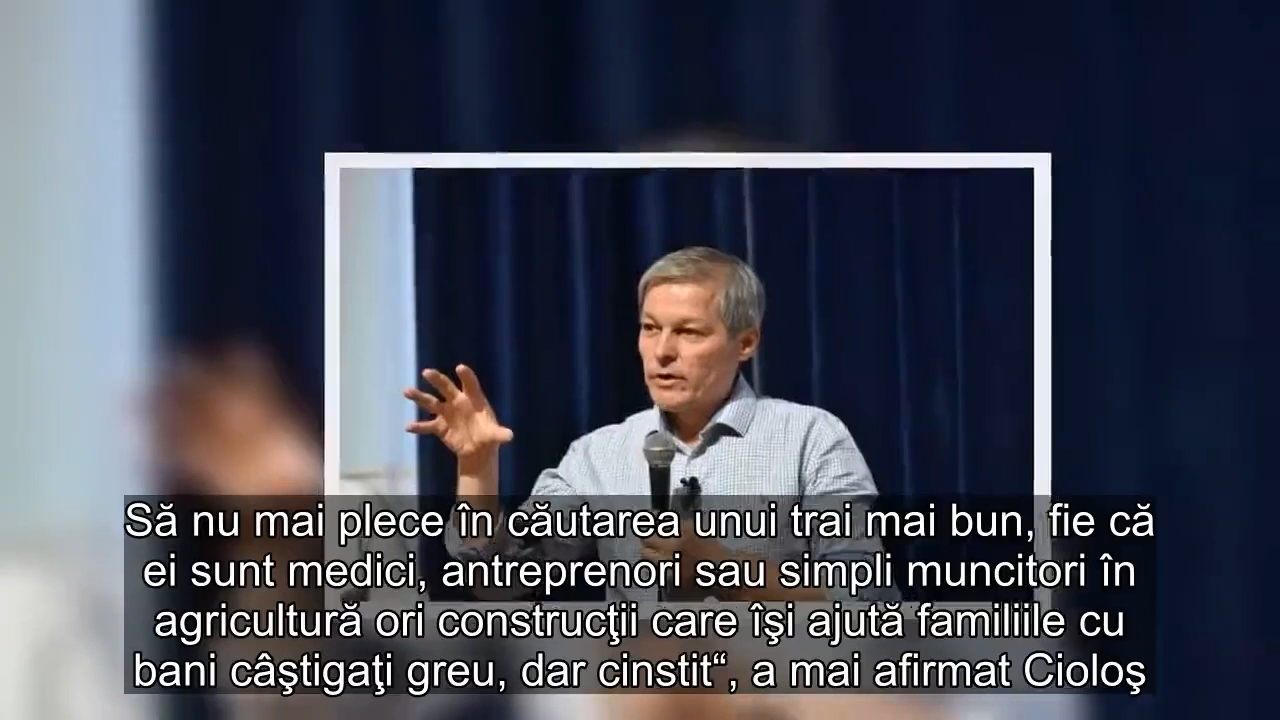 Să nu mai plece în căutarea unui trai mai bun, fie că
ei sunt medici, antreprenori sau simpli muncitori în
agricultură ori construcţii care îşi ajută familiile cu
bani câştigaţi greu, dar cinstit“, a mai afirmat Cioloş